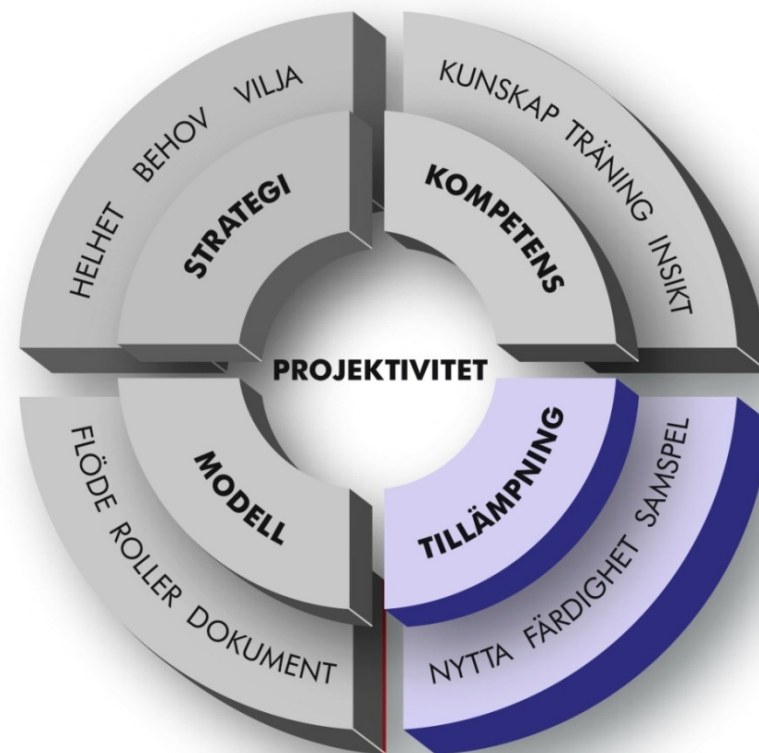 HELHET BEHOV VILJA
STRATEGI
KUNSKAP TRÄNING INSIKT
KOMPETENS
PROJEKTIVITET
MODELL
FLÖDE ROLLER DOKUMENT
TILLÄMPNING
NYTTA FÄRDIGHET SAMSPEL